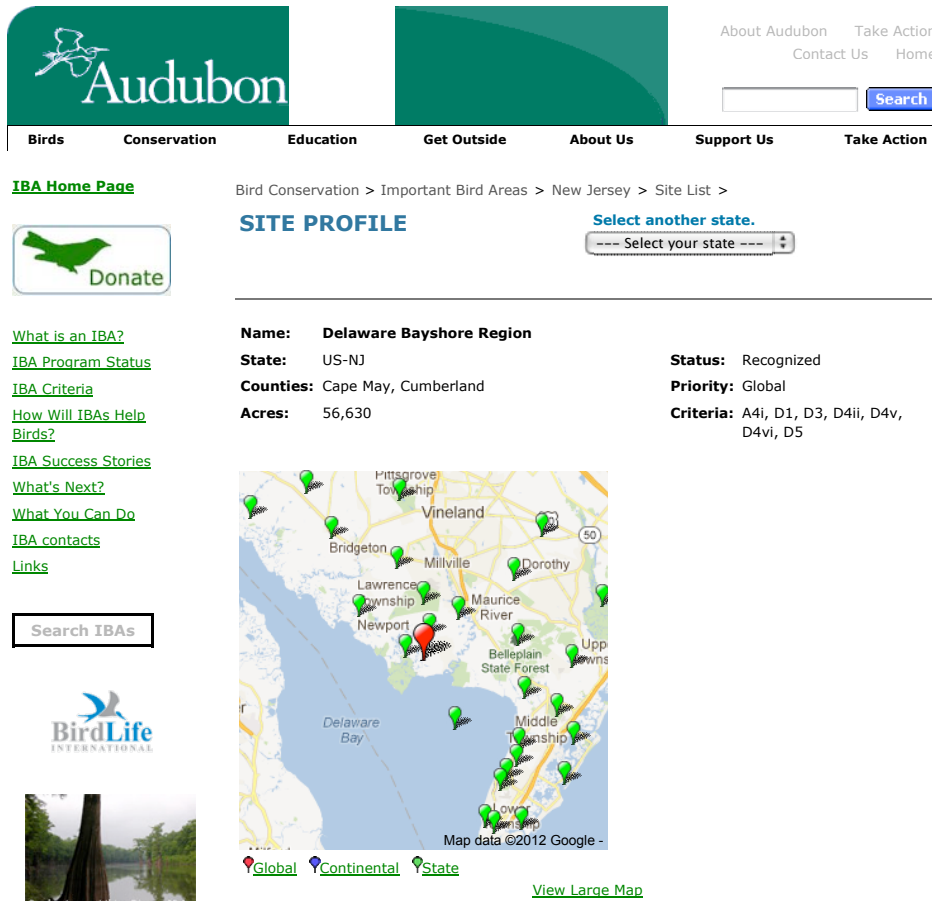 Audubon
About Audubon Take Action
Contact Us Home
Search
Birds Conservation Education Get Outside About Us Support Us Take Action
IBA Home Page
Donate
What is an IBA?
IBA Program Status
IBA Criteria
How Will IBAs Help
Birds?
IBA Success Stories
What's Next?
What You Can Do
IBA contacts
Links
Search IBAs
BirdLife
INTERNATIONAL
Bird Conservation > Important Bird Areas > New Jersey > Site List >
SITE PROFILE
Select another state.
--- Select your state ---
Name: Delaware Bayshore Region
State: US-NJ
Counties: Cape May, Cumberland
Acres: 56,630
Status: Recognized
Priority: Global
Criteria: A4i, D1, D3, D4ii, D4v,
D4vi, D5
Pittsgrove
Township
Vineland
50
Bridgeton
Millville
Dorothy
Lawrence
Township
Maurice
River
Newport
Belleplain
State Forest
Delaware
Bay
Middle
Township
Lower
Township
Map data ©2012 Google -
Global Continental State
View Large Map